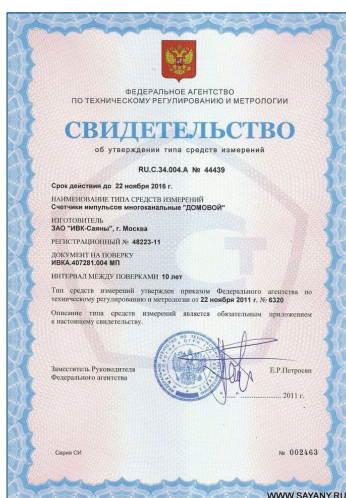 ФЕДЕРАЛЬНОЕ АГЕНТСТВО
ПО ТЕХНИЧЕСКОМУ РЕГУЛИРОВАНИЮ И МЕТРОЛОГИИ
СВИДЕТЕЛЬСТВО
об утверждении типа средств измерений
RU.C.34.004.A № 44439
Срок действия до 22 ноября 2016 г.
НАИМЕНОВАНИЕ ТИПА СРЕДСТВ ИЗМЕРЕНИЙ
Счетчики импульсов многоканальные "ДОМОВОЙ"
ИЗГОТОВИТЕЛЬ
ЗАО "ИВК-Саяны", г. Москва
РЕГИСТРАЦИОННЫЙ № 48223-11
ДОКУМЕНТ НА ПОВЕРКУ
ИВКА.407281.004 МП
ИНТЕРВАЛ МЕЖДУ ПОВЕРКАМИ 10 лет
Тип средств измерений утвержден приказом Федерального агентства по
техническому регулированию и метрологии от 22 ноября 2011 г. № 6320
Описание типа средств измерений является обязательным приложением
к настоящему свидетельству.
Заместитель Руководителя
Е.Р.Петросян
Федерального агентства
2011 г.
Серия СИ
№ 002463
WWW.SAYANY.RU